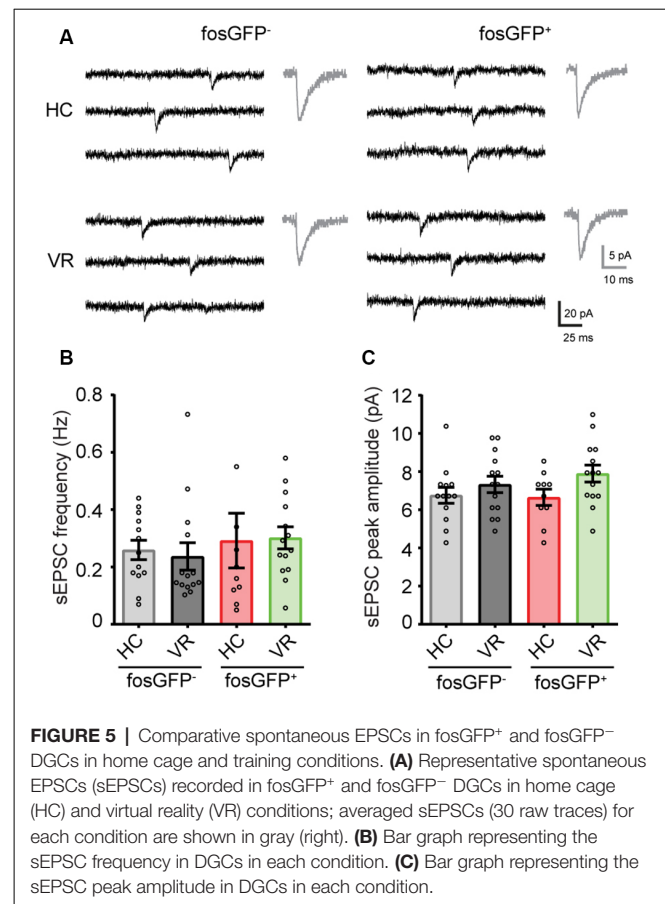 A
fosGFP⁻
fosGFP⁺
HC
VR
5 pA
10 ms
20 pA
25 ms
B
C
sEPSC frequency (Hz)
0.8
0.6
0.4
0.2
0
HC
VR
HC
VR
fosGFP⁻
fosGFP⁺
sEPSC peak amplitude (pA)
12
10
8
6
4
2
0
HC
VR
HC
VR
fosGFP⁻
fosGFP⁺
FIGURE 5 | Comparative spontaneous EPSCs in fosGFP⁺ and fosGFP⁻
DGCs in home cage and training conditions. (A) Representative spontaneous
EPSCs (sEPSCs) recorded in fosGFP⁺ and fosGFP⁻ DGCs in home cage
(HC) and virtual reality (VR) conditions; averaged sEPSCs (30 raw traces) for
each condition are shown in gray (right). (B) Bar graph representing the
sEPSC frequency in DGCs in each condition. (C) Bar graph representing the
sEPSC peak amplitude in DGCs in each condition.